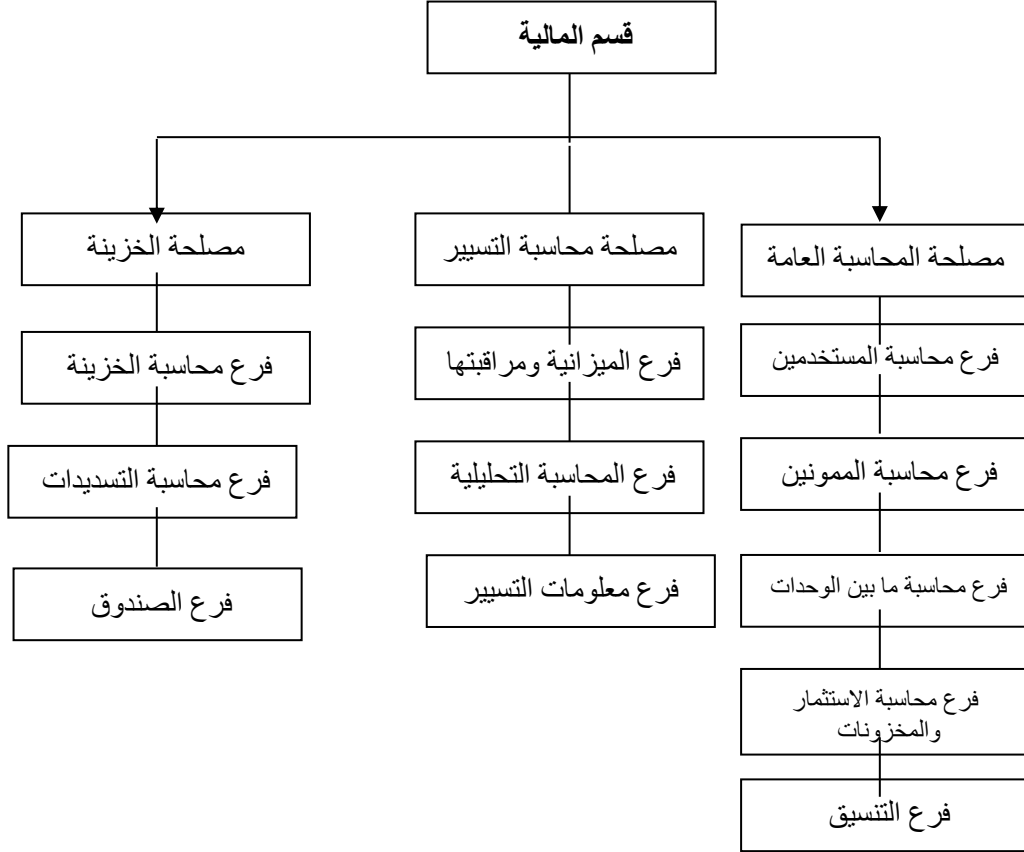 قسم المالية
مصلحة المحاسبة العامة
فرع محاسبة المستخدمين
فرع محاسبة الممونين
فرع محاسبة ما بين الوحدات
فرع محاسبة الاستثمار
والمخزونات
فرع التنسيق
مصلحة محاسبة التسيير
فرع الميزانية ومراقبتها
فرع المحاسبة التحليلية
فرع معلومات التسيير
مصلحة الخزينة
فرع محاسبة الخزينة
فرع محاسبة التسديدات
فرع الصندوق